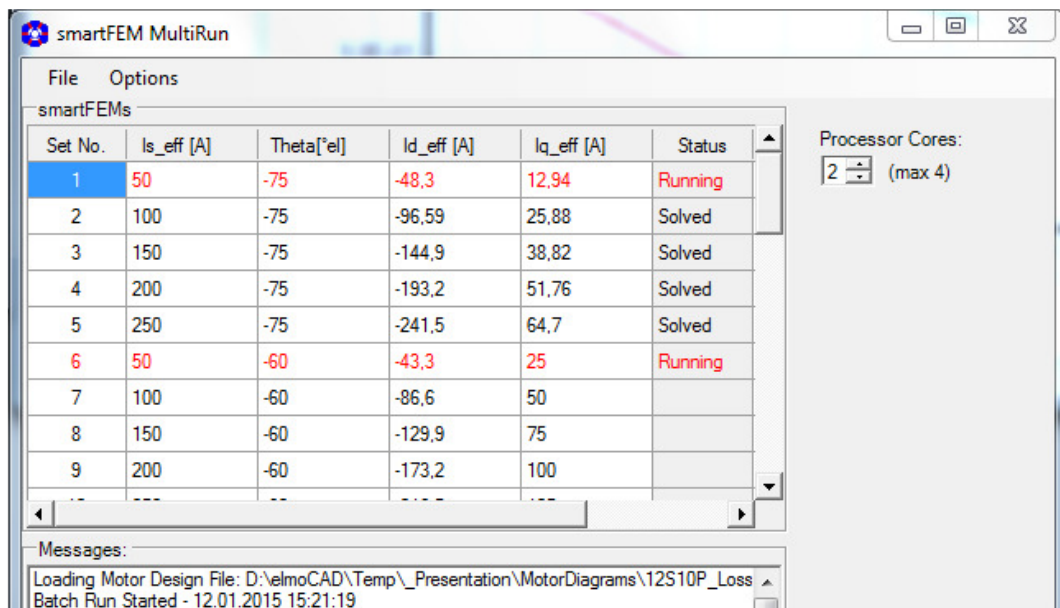 smartFEM MultiRun
File Options
smartFEMs
Set No. Is_eff [A] Theta[°el] Id_eff [A] Iq_eff [A] Status
1 50 -75 -48,3 12,94 Running
2 100 -75 -96,59 25,88 Solved
3 150 -75 -144,9 38,82 Solved
4 200 -75 -193,2 51,76 Solved
5 250 -75 -241,5 64,7 Solved
6 50 -60 -43,3 25 Running
7 100 -60 -86,6 50
8 150 -60 -129,9 75
9 200 -60 -173,2 100
Processor Cores:
2 (max 4)
Messages:
Loading Motor Design File: D:\elmoCAD\Temp\_Presentation\MotorDiagrams\12S10P_Loss
Batch Run Started - 12.01.2015 15:21:19